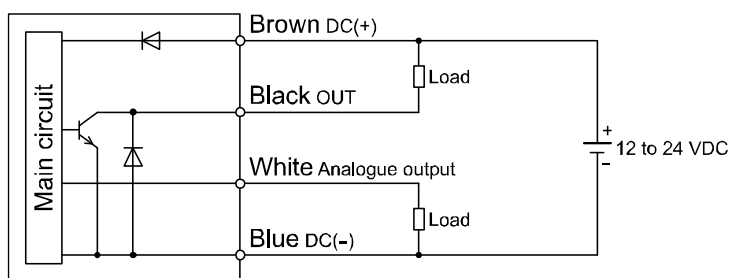 Brown DC(+)
Load
Black OUT
Main circuit
+
12 to 24 VDC
-
White Analogue output
Load
Blue DC(-)